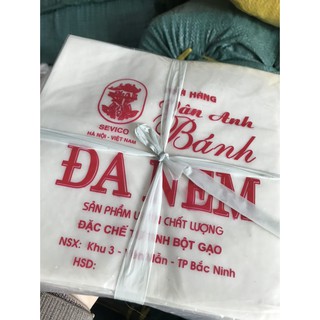 HÀNG
Vân Anh
SEVICO
HÀ NỘI - VIỆT NAM
Bánh
ĐA NEM
SẢN PHẨM CHẤT LƯỢNG
ĐẶC CHẾ BỘT GẠO
NSX: Khu 3 - - TP Bắc Ninh
HSD: